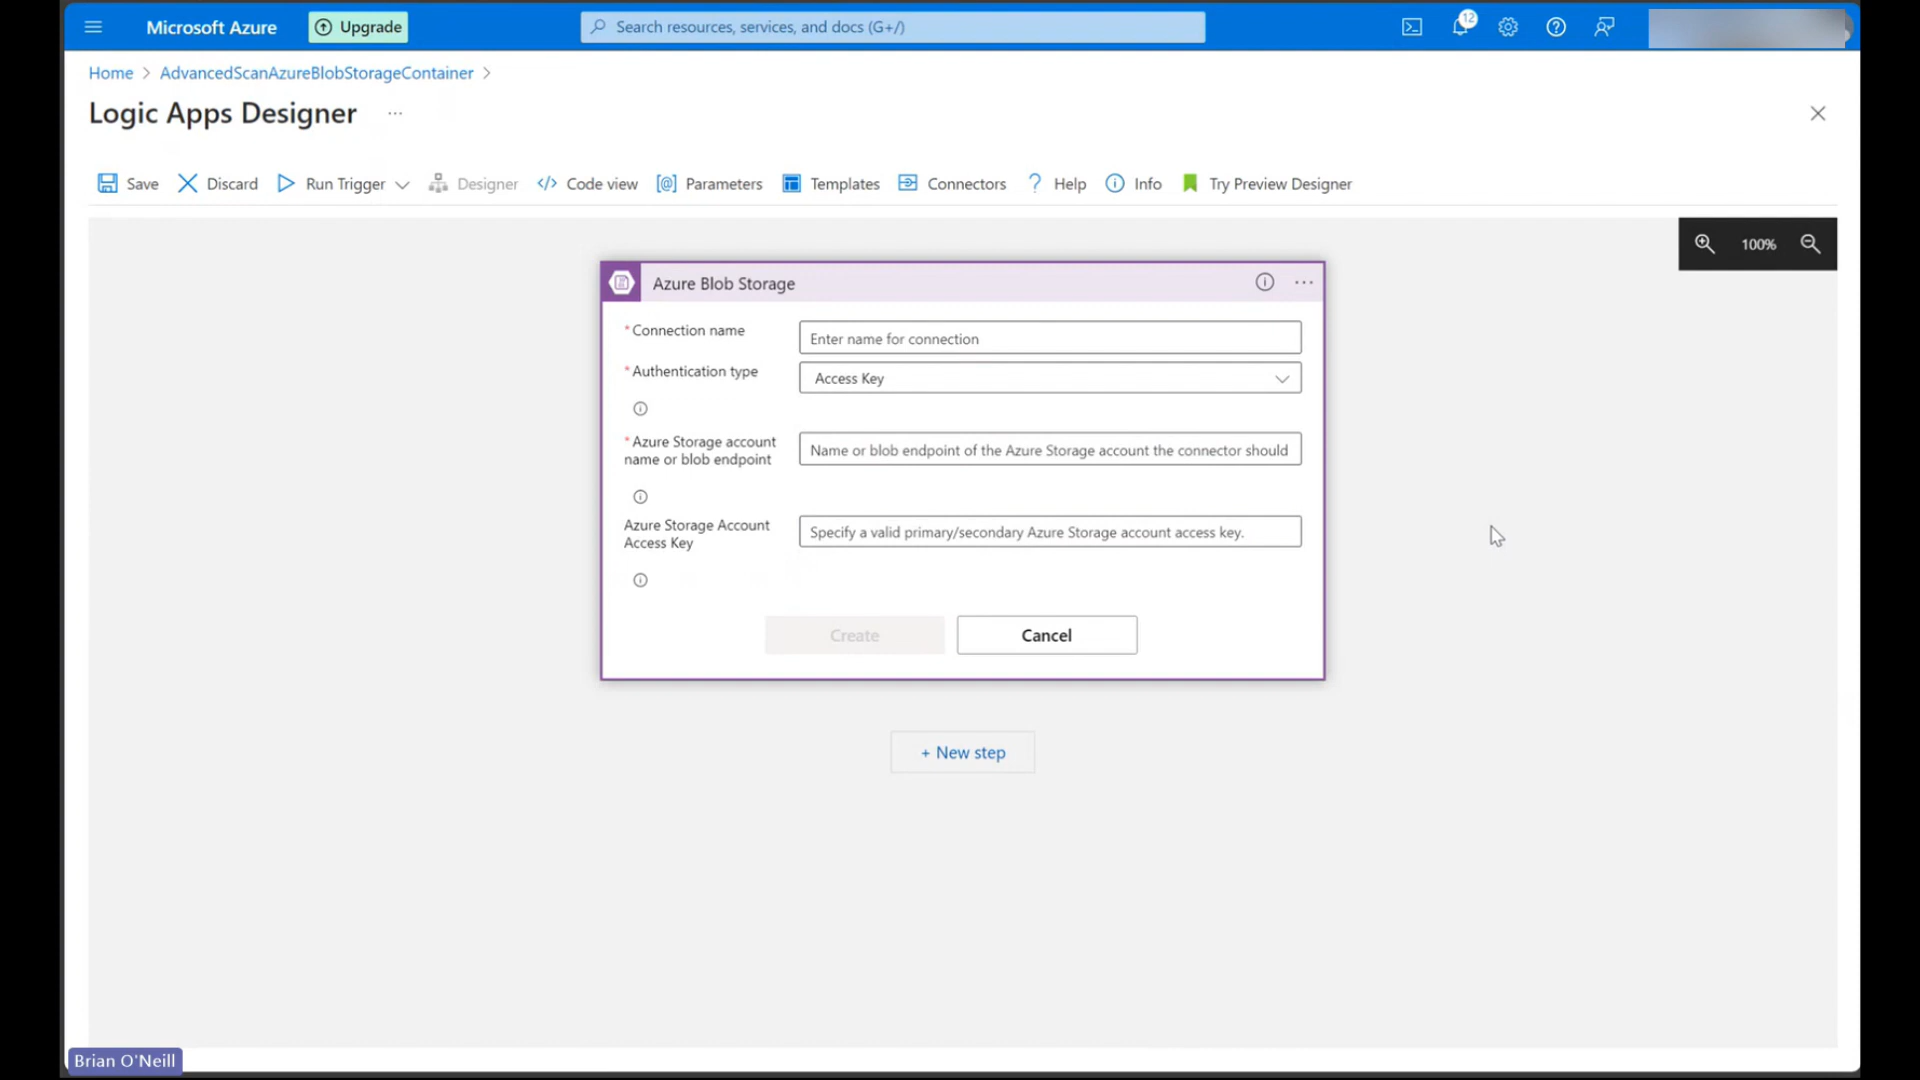 Microsoft Azure
Upgrade
Search resources, services, and docs (G+/)
12
Home > AdvancedScanAzureBlobStorageContainer >
Logic Apps Designer ...
Save
Discard
Run Trigger
Designer
Code view
Parameters
Templates
Connectors
Help
Info
Try Preview Designer
100%
Azure Blob Storage
* Connection name
Enter name for connection
* Authentication type
Access Key
* Azure Storage account
name or blob endpoint
Name or blob endpoint of the Azure Storage account the connector should
Azure Storage Account
Access Key
Specify a valid primary/secondary Azure Storage account access key.
Create
Cancel
+ New step
Brian O'Neill